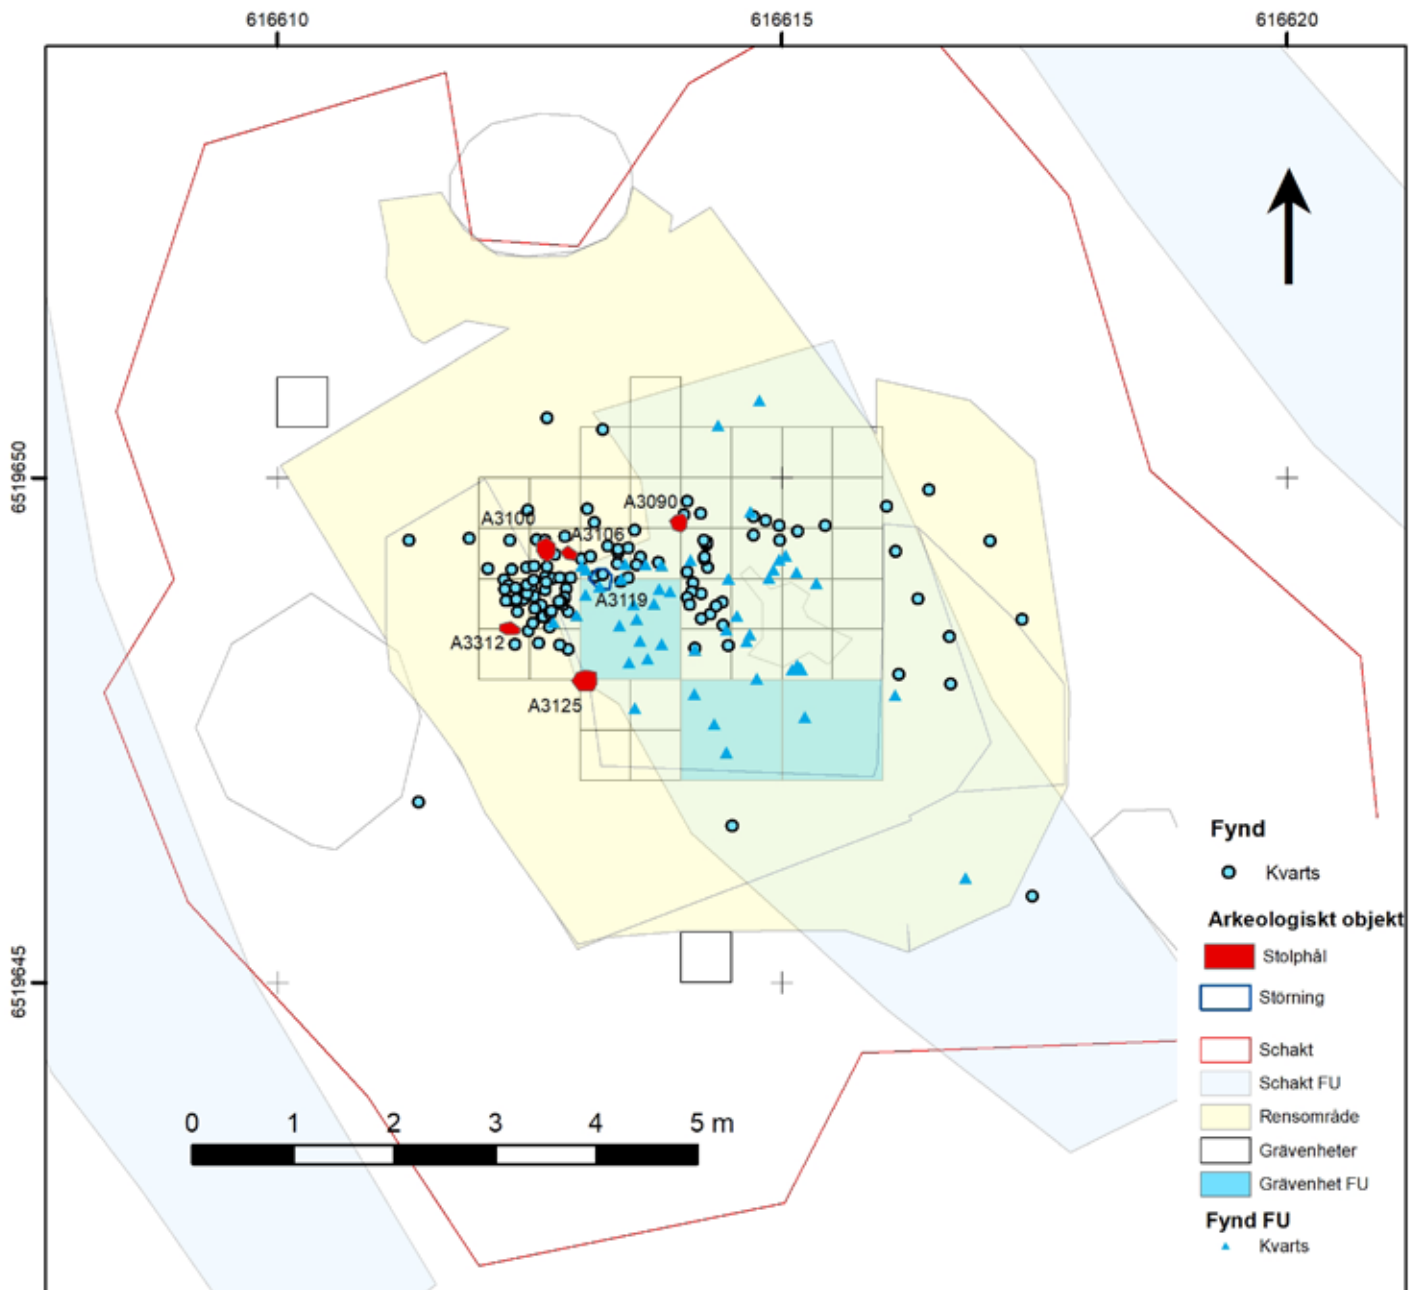 616610 616615 616620
6519650
6519645
A3090
A3100
A3106
A3119
A3312
A3125
0 1 2 3 4 5 m
Fynd
Kvarts
Arkeologiskt objekt
Stolphål
Störning
Schakt
Schakt FU
Rensområde
Grävenheter
Grävenhet FU
Fynd FU
Kvarts